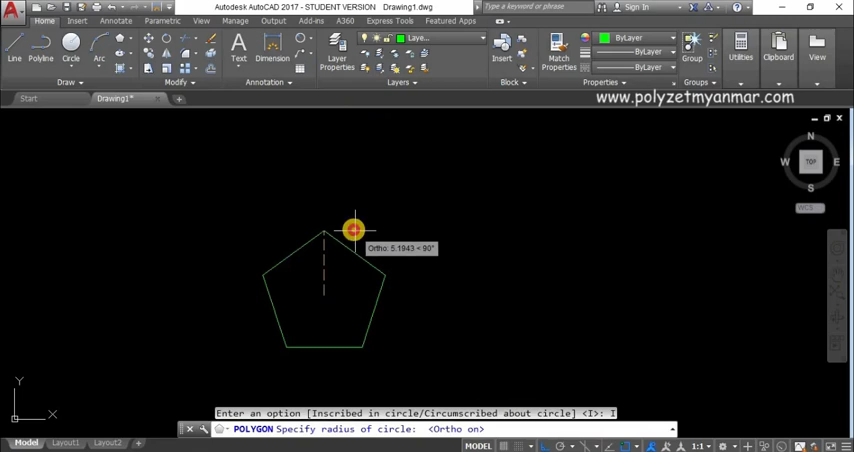 Autodesk AutoCAD 2017 - STUDENT VERSION Drawing1.dwg
Type a keyword or phrase
Sign In
Home Insert Annotate Parametric View Manage Output Add-ins A360 Express Tools Featured Apps
Line Polyline Circle Arc
Text Dimension
Layer
Properties
Laye...
Insert
Match
Properties
ByLayer
ByLayer
ByLayer
Group
Utilities
Clipboard
View
Draw Modify Annotation Layers Block Properties Groups
Start Drawing1*
www.polyzetmyanmar.com
N
W TOP E
S
WCS
Ortho: 5.1943 < 90°
Y
X
Enter an option [Inscribed in circle/Circumscribed about circle] <I>: I
POLYGON Specify radius of circle: <Ortho on>
Model Layout1 Layout2
MODEL
1:1